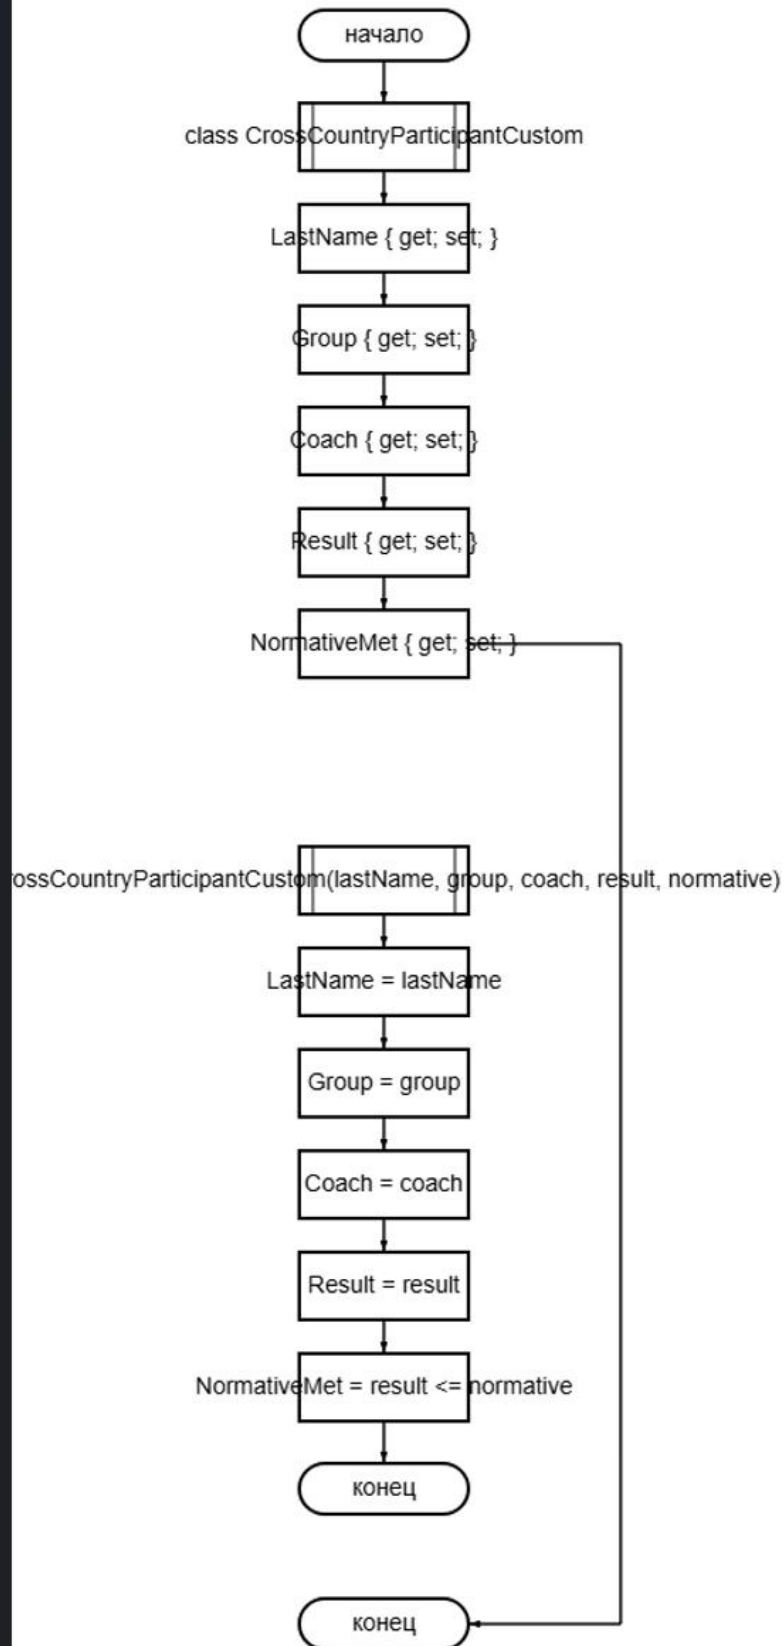 начало
class CrossCountryParticipantCustom
LastName { get; set; }
Group { get; set; }
Coach { get; set; }
Result { get; set; }
NormativeMet { get; set; }
ossCountryParticipantCustom(lastName, group, coach, result, normative)
LastName = lastName
Group = group
Coach = coach
Result = result
NormativeMet = result <= normative
конец
конец